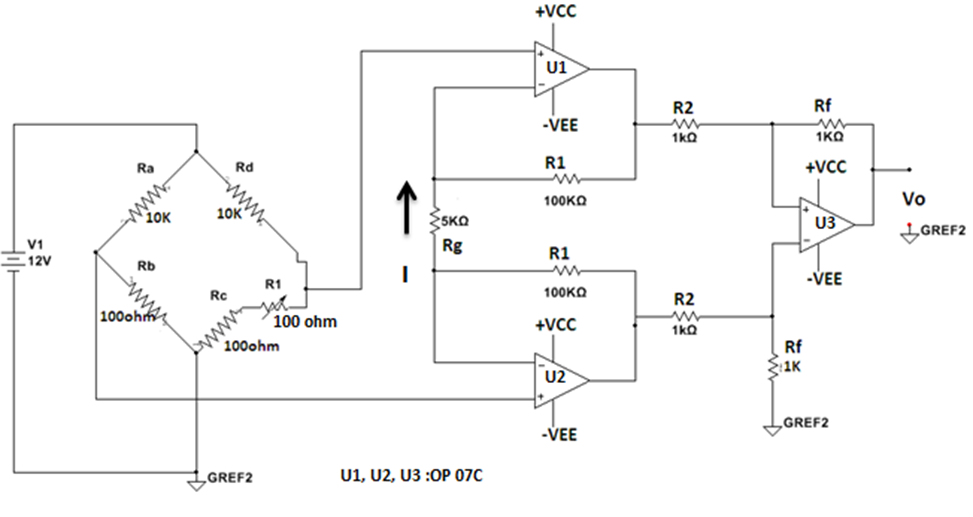 +VCC
U1
-VEE
R2
1kΩ
Rf
1KΩ
Ra
10K
Rd
10K
R1
100KΩ
+VCC
U3
-VEE
Vo
GREF2
5KΩ
Rg
I
V1
12V
Rb
100ohm
Rc
100ohm
R1
100 ohm
R1
100KΩ
R2
1kΩ
+VCC
U2
-VEE
Rf
1K
GREF2
GREF2
U1, U2, U3 :OP 07C